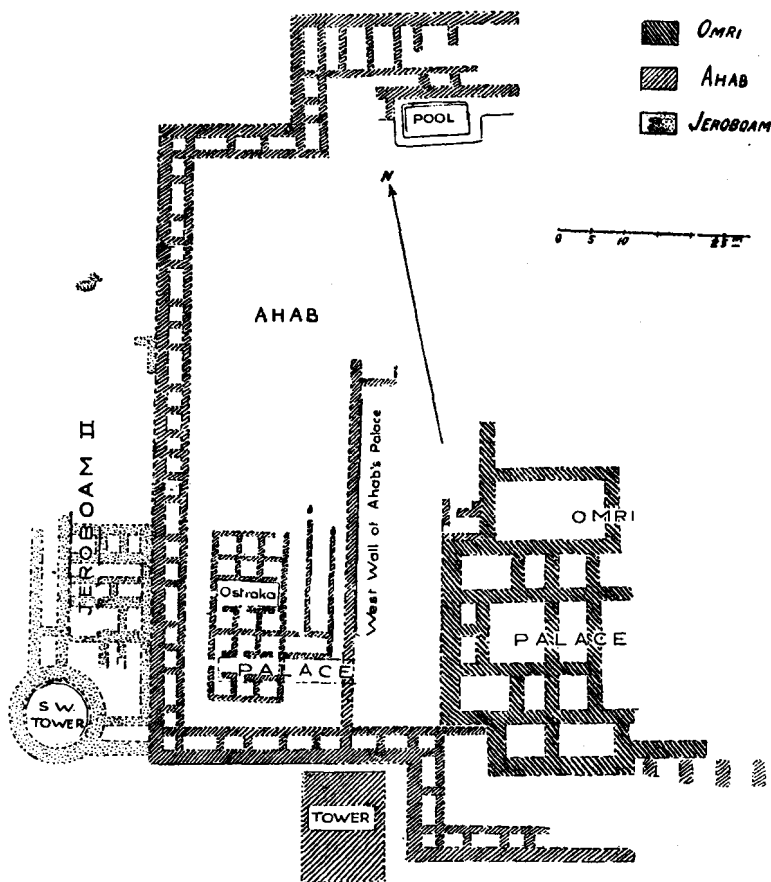 OMRI
AHAB
JEROBOAM
POOL
N
0 5 10 25 m
AHAB
JEROBOAM II
West Wall of Ahab's Palace
OMRI
Ostraka
PALACE
PALACE
S.W.
TOWER
TOWER